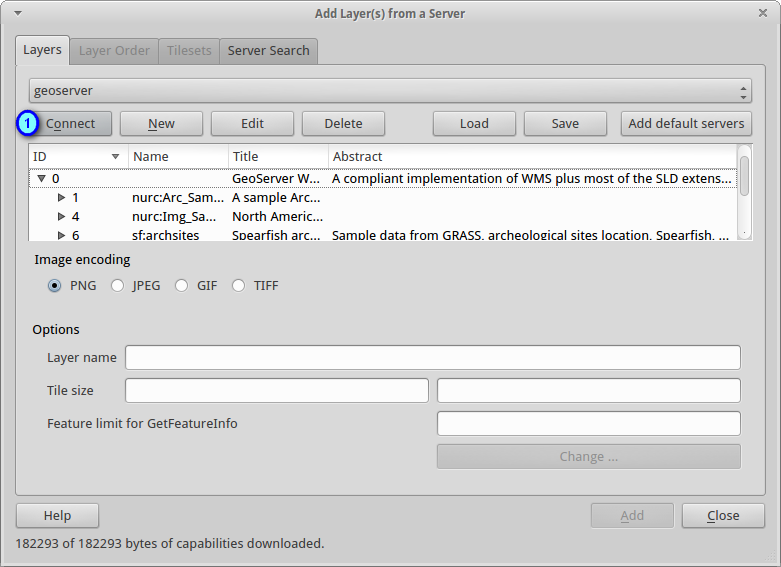 Add Layer(s) from a Server
Layers Layer Order Tilesets Server Search
geoserver
1 Connect New Edit Delete Load Save Add default servers
ID Name Title Abstract
0 GeoServer W... A compliant implementation of WMS plus most of the SLD extens...
1 nurc:Arc_Sam... A sample Arc...
4 nurc:Img_Sa... North Americ...
6 sf:archsites Spearfish arc... Sample data from GRASS, archeological sites location, Spearfish, ...
Image encoding
PNG JPEG GIF TIFF
Options
Layer name
Tile size
Feature limit for GetFeatureInfo
Change ...
Help Add Close
182293 of 182293 bytes of capabilities downloaded.